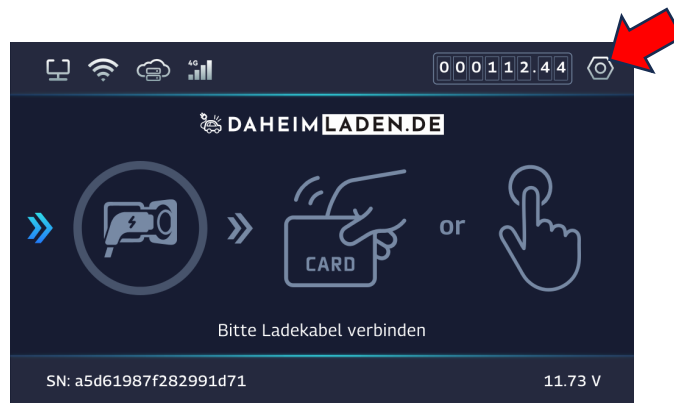 4G
000112.44
DAHEIMLADEN.DE
CARD
or
Bitte Ladekabel verbinden
SN: a5d61987f282991d71
11.73 V